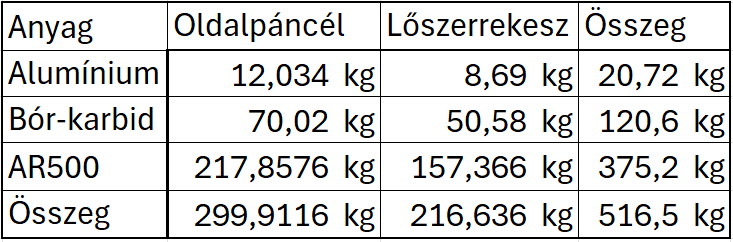 Anyag Oldalpáncél Lőszerrekesz Összeg
Alumínium 12,034 kg 8,69 kg 20,72 kg
Bór-karbid 70,02 kg 50,58 kg 120,6 kg
AR500 217,8576 kg 157,366 kg 375,2 kg
Összeg 299,9116 kg 216,636 kg 516,5 kg